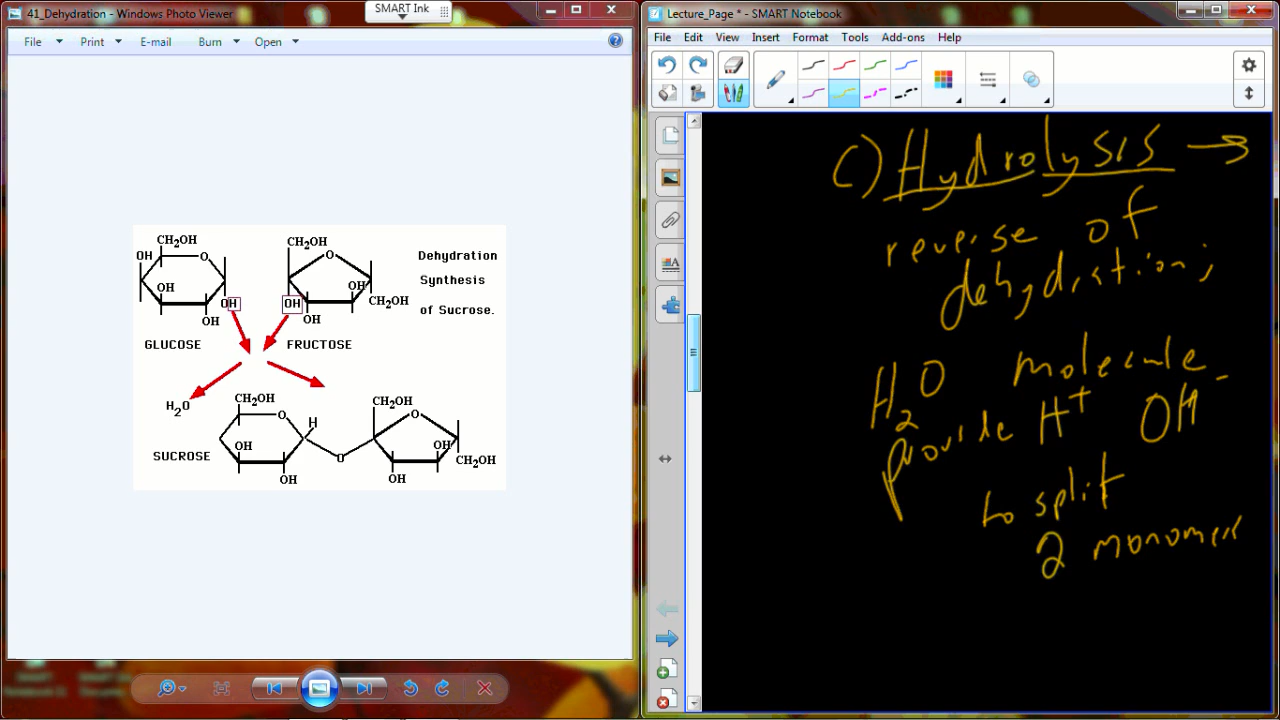 41_Dehydration - Windows Photo Viewer
SMART Ink
File Print E-mail Burn Open
CH2OH
OH
O
OH
OH
OH
GLUCOSE
CH2OH
O
OH
OH
CH2OH
OH
FRUCTOSE
Dehydration
Synthesis
of Sucrose.
H2O
SUCROSE
CH2OH
O
H
OH
OH
O
CH2OH
O
OH
CH2OH
OH
Lecture_Page * - SMART Notebook
File Edit View Insert Format Tools Add-ons Help
C) Hydrolysis →
reverse of
dehydration;
H2O molecule
provide H+ OH-
to split
2 monomers